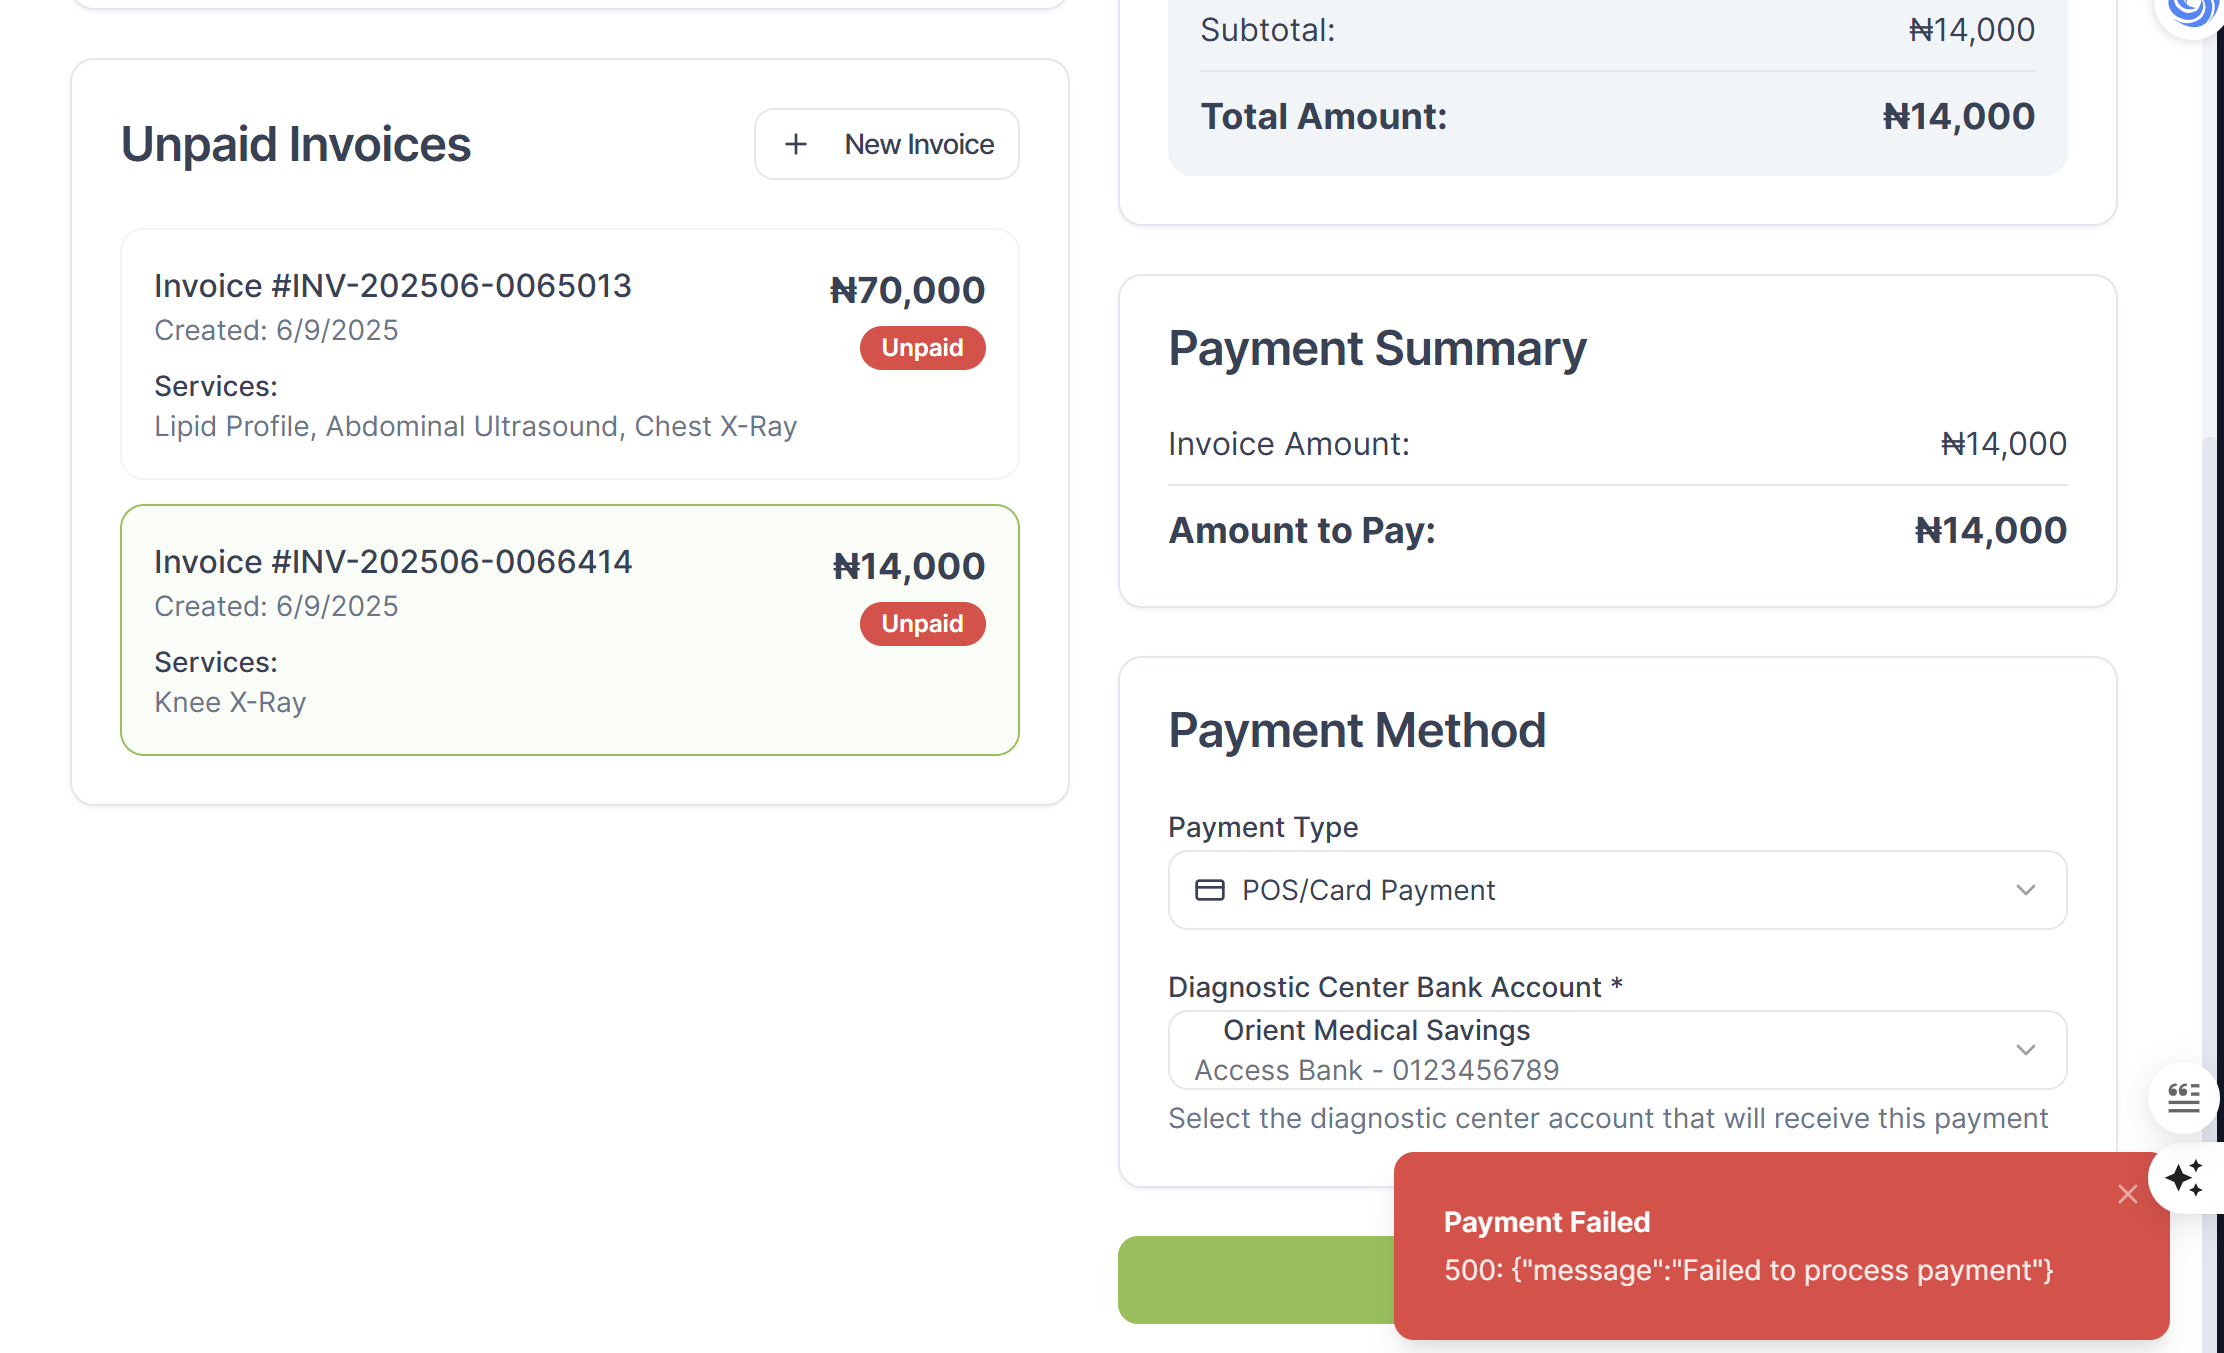 Unpaid Invoices
+ New Invoice
Invoice #INV-202506-0065013
₦70,000
Created: 6/9/2025
Unpaid
Services:
Lipid Profile, Abdominal Ultrasound, Chest X-Ray
Invoice #INV-202506-0066414
₦14,000
Created: 6/9/2025
Unpaid
Services:
Knee X-Ray
Subtotal: ₦14,000
Total Amount: ₦14,000
Payment Summary
Invoice Amount: ₦14,000
Amount to Pay: ₦14,000
Payment Method
Payment Type
POS/Card Payment
Diagnostic Center Bank Account *
Orient Medical Savings
Access Bank - 0123456789
Select the diagnostic center account that will receive this payment
Payment Failed
500: {"message":"Failed to process payment"}